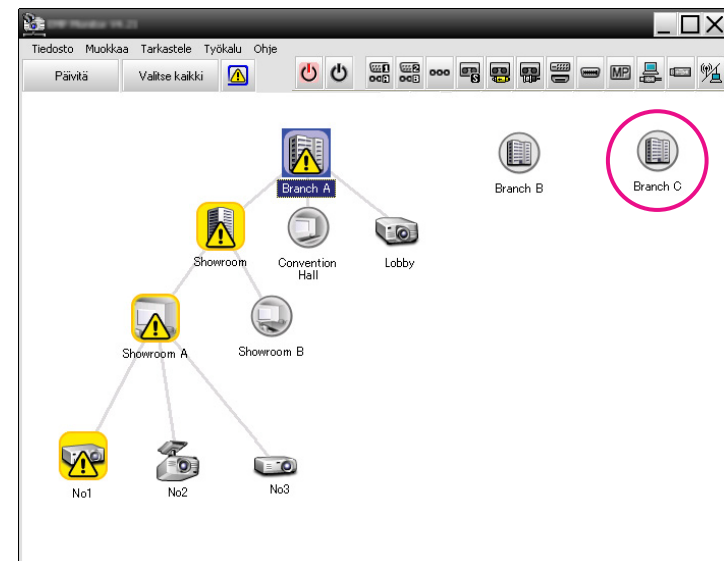 Tiedosto Muokkaa Tarkastele Työkalu Ohje
Päivitä Valitse kaikki
MP
Branch A
Branch B
Branch C
Showroom
Convention
Hall
Lobby
Showroom A
Showroom B
No1
No2
No3